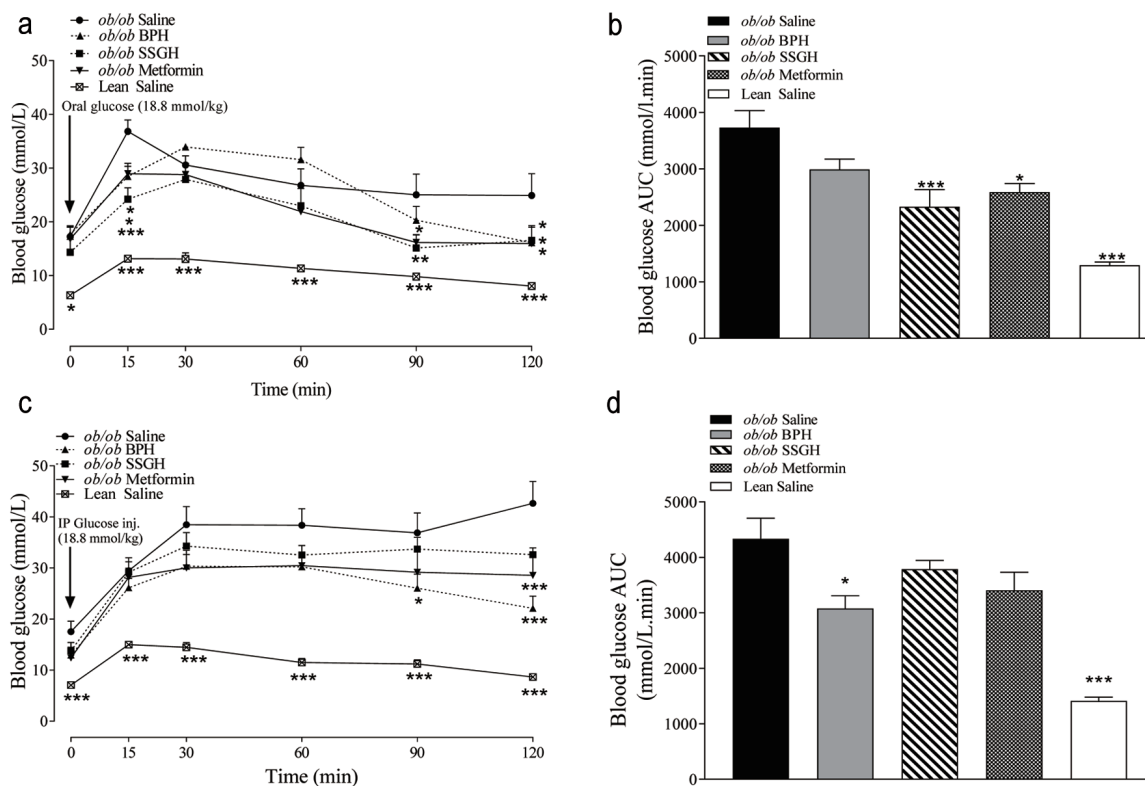 a
ob/ob Saline
ob/ob BPH
ob/ob SSGH
ob/ob Metformin
Lean Saline
Oral glucose (18.8 mmol/kg)
Blood glucose (mmol/L)
50
40
30
20
10
0
*
*
***
*
**
*
*
*
*
***
***
***
***
***
0
15
30
60
90
120
Time (min)
b
ob/ob Saline
ob/ob BPH
ob/ob SSGH
ob/ob Metformin
Lean Saline
Blood glucose AUC (mmol/l.min)
5000
4000
3000
2000
1000
0
***
*
***
c
ob/ob Saline
ob/ob BPH
ob/ob SSGH
ob/ob Metformin
Lean Saline
IP Glucose inj.
(18.8 mmol/kg)
Blood glucose (mmol/L)
50
40
30
20
10
0
***
*
***
***
***
***
***
***
***
0
15
30
60
90
120
Time (min)
d
ob/ob Saline
ob/ob BPH
ob/ob SSGH
ob/ob Metformin
Lean Saline
Blood glucose AUC
(mmol/L.min)
5000
4000
3000
2000
1000
0
*
***